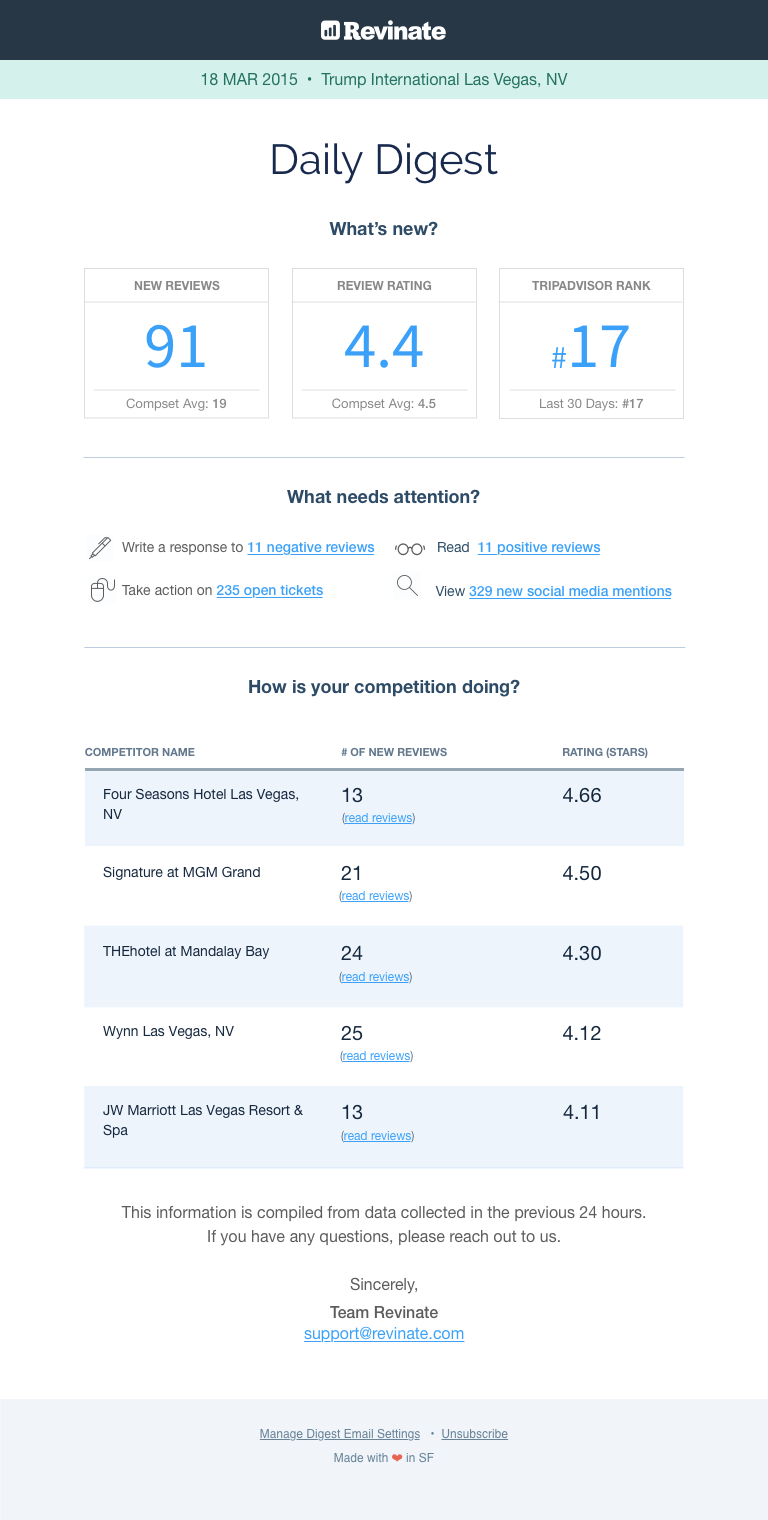 Revinate
18 MAR 2015 • Trump International Las Vegas, NV
Daily Digest
What's new?
NEW REVIEWS
91
Compset Avg: 19
REVIEW RATING
4.4
Compset Avg: 4.5
TRIPADVISOR RANK
#17
Last 30 Days: #17
What needs attention?
Write a response to 11 negative reviews
Read 11 positive reviews
Take action on 235 open tickets
View 329 new social media mentions
How is your competition doing?
COMPETITOR NAME # OF NEW REVIEWS RATING (STARS)
Four Seasons Hotel Las Vegas,
NV
13
(read reviews)
4.66
Signature at MGM Grand
21
(read reviews)
4.50
THEhotel at Mandalay Bay
24
(read reviews)
4.30
Wynn Las Vegas, NV
25
(read reviews)
4.12
JW Marriott Las Vegas Resort &
Spa
13
(read reviews)
4.11
This information is compiled from data collected in the previous 24 hours.
If you have any questions, please reach out to us.
Sincerely,
Team Revinate
support@revinate.com
Manage Digest Email Settings • Unsubscribe
Made with ❤ in SF